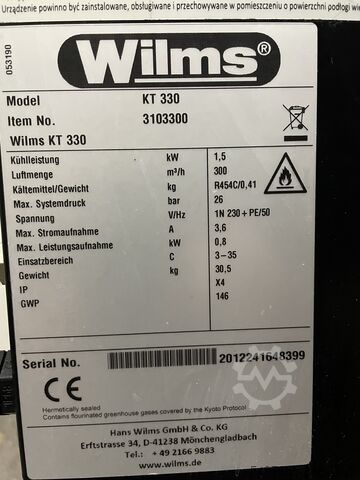 Urządzenie powinno być zainstalowane, obsługiwane i przechowywane w pomieszczeniu o powierzchni podłogi
053190
Wilms®
Model KT 330
Item No. 3103300
Wilms KT 330
Kühlleistung kW 1,5
Luftmenge m³/h 300
Kältemittel/Gewicht kg R454C/0,41
Max. Systemdruck bar 26
Spannung V/Hz 1N 230 + PE/50
Max. Stromaufnahme A 3,6
Max. Leistungsaufnahme kW 0,8
Einsatzbereich C 3-35
Gewicht kg 30,5
IP X4
GWP 146
Serial No. 2012241648399
CE
Hermetically sealed
Contains flourinated greenhouse gases covered by the Kyoto Protocol
Hans Wilms GmbH & Co. KG
Erftstrasse 34, D-41238 Mönchengladbach
Tel.: + 49 2166 9883
www.wilms.de